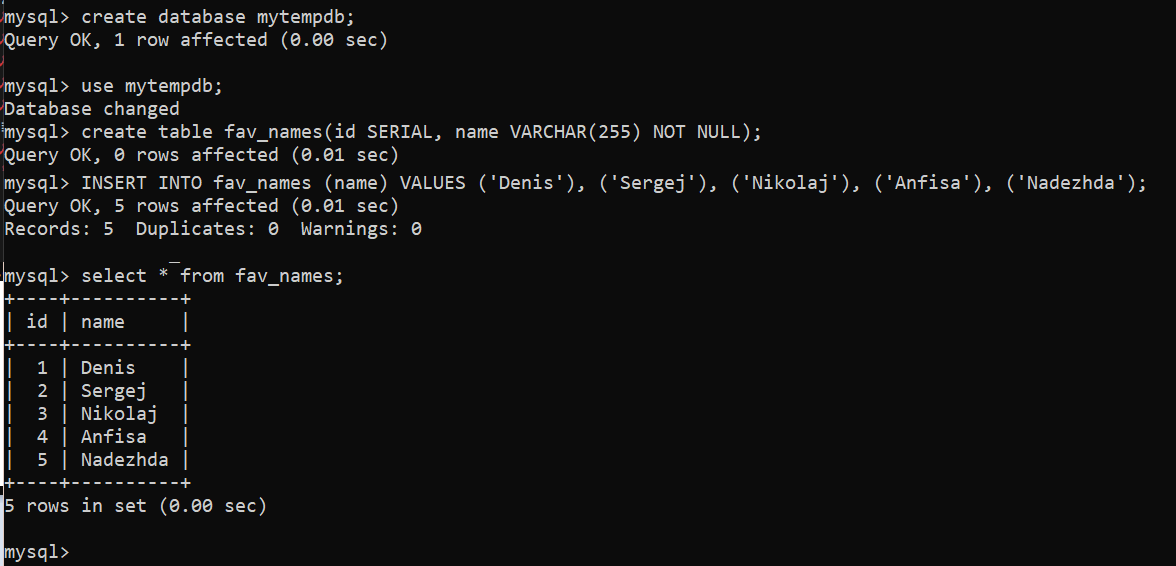 mysql> create database mytempdb;
Query OK, 1 row affected (0.00 sec)
mysql> use mytempdb;
Database changed
mysql> create table fav_names(id SERIAL, name VARCHAR(255) NOT NULL);
Query OK, 0 rows affected (0.01 sec)
mysql> INSERT INTO fav_names (name) VALUES ('Denis'), ('Sergej'), ('Nikolaj'), ('Anfisa'), ('Nadezhda');
Query OK, 5 rows affected (0.01 sec)
Records: 5  Duplicates: 0  Warnings: 0
mysql> select * from fav_names;
+----+----------+
| id | name     |
+----+----------+
|  1 | Denis    |
|  2 | Sergej   |
|  3 | Nikolaj  |
|  4 | Anfisa   |
|  5 | Nadezhda |
+----+----------+
5 rows in set (0.00 sec)
mysql>